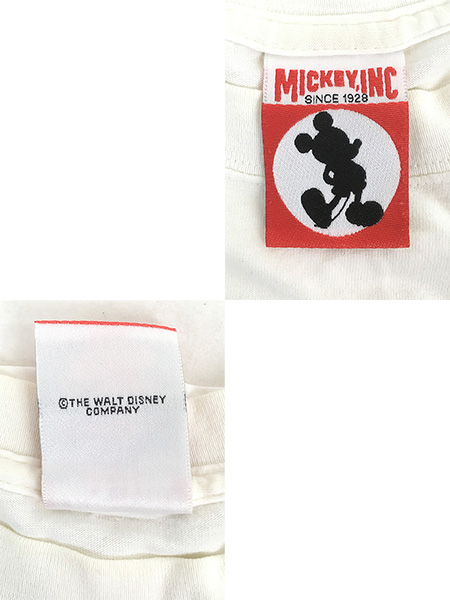 MICKEY, INC
SINCE 1928
©THE WALT DISNEY
COMPANY